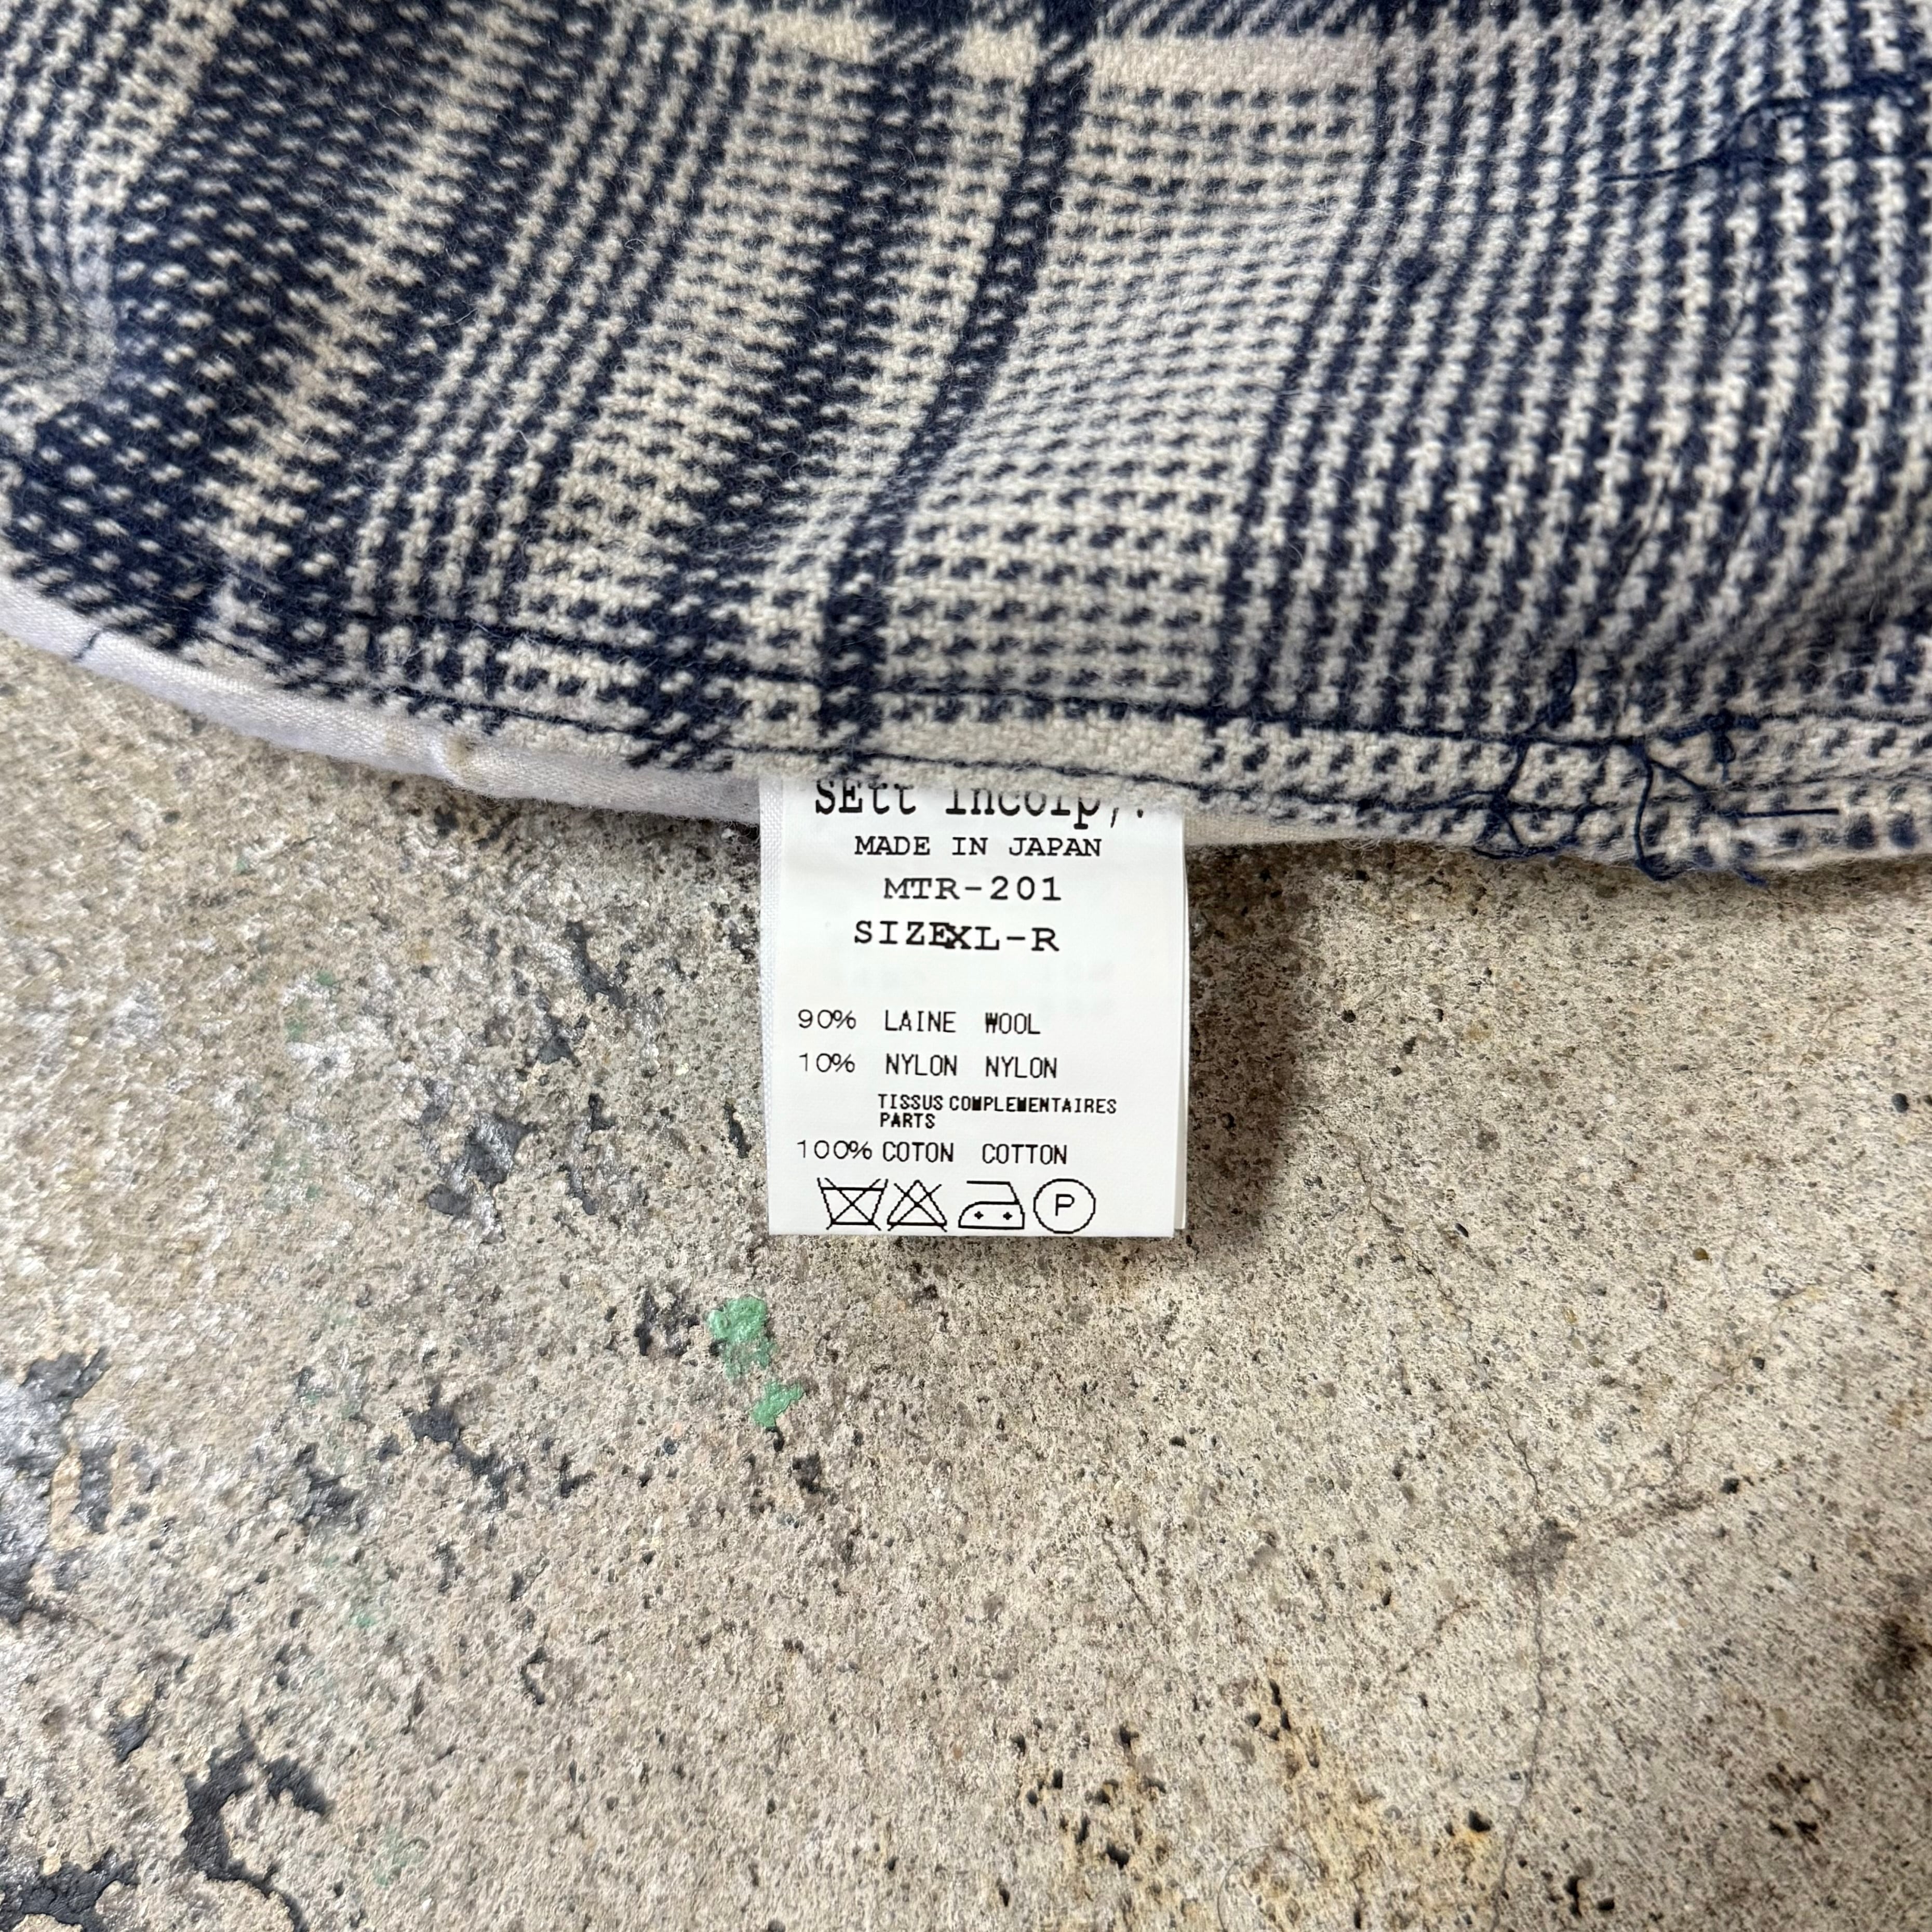 SEtt incorp,.
MADE IN JAPAN
MTR-201
SIZEXL-R
90% LAINE WOOL
10% NYLON NYLON
TISSUS COMPLEMENTAIRES
PARTS
100% COTON COTTON
P